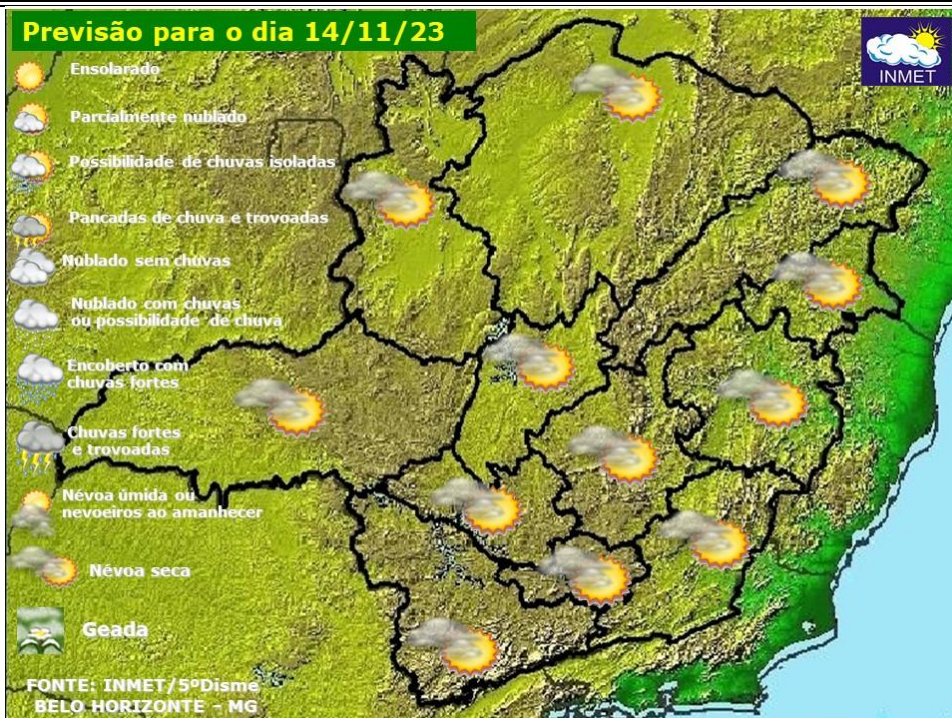 Previsão para o dia 14/11/23
INMET
Ensolarado
Parcialmente nublado
Possibilidade de chuvas isoladas
Pancadas de chuva e trovoadas
Nublado sem chuvas
Nublado com chuvas
ou possibilidade de chuva
Encoberto com
chuvas fortes
Chuvas fortes
e trovoadas
Névoa úmida ou
nevoeiros ao amanhecer
Névoa seca
Geada
FONTE: INMET/5ºDisme
BELO HORIZONTE - MG